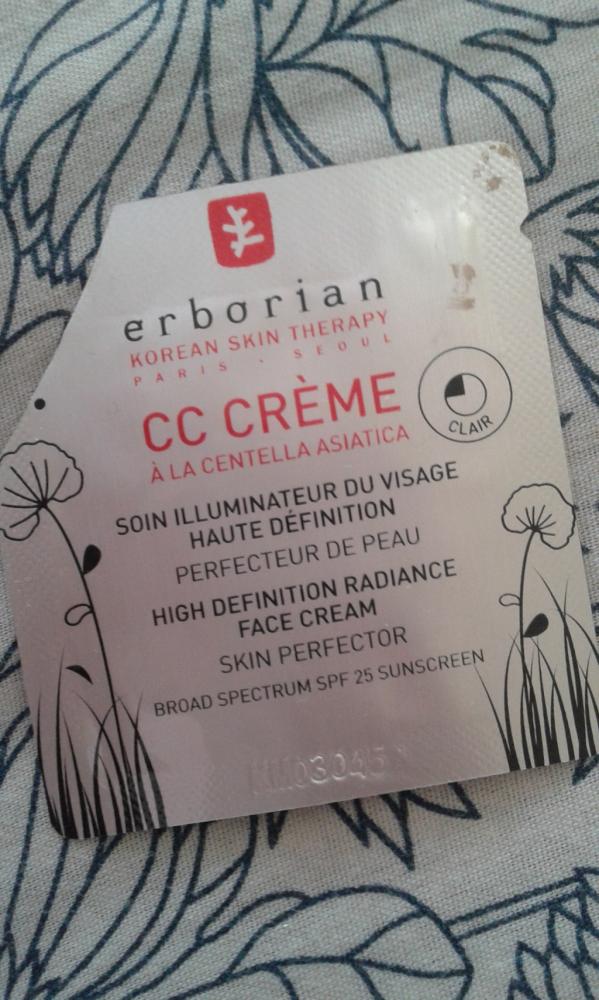 erborian
KOREAN SKIN THERAPY
PARIS · SEOUL
CC CRÈME
À LA CENTELLA ASIATICA
CLAIR
SOIN ILLUMINATEUR DU VISAGE
HAUTE DÉFINITION
PERFECTEUR DE PEAU
HIGH DEFINITION RADIANCE
FACE CREAM
SKIN PERFECTOR
BROAD SPECTRUM SPF 25 SUNSCREEN